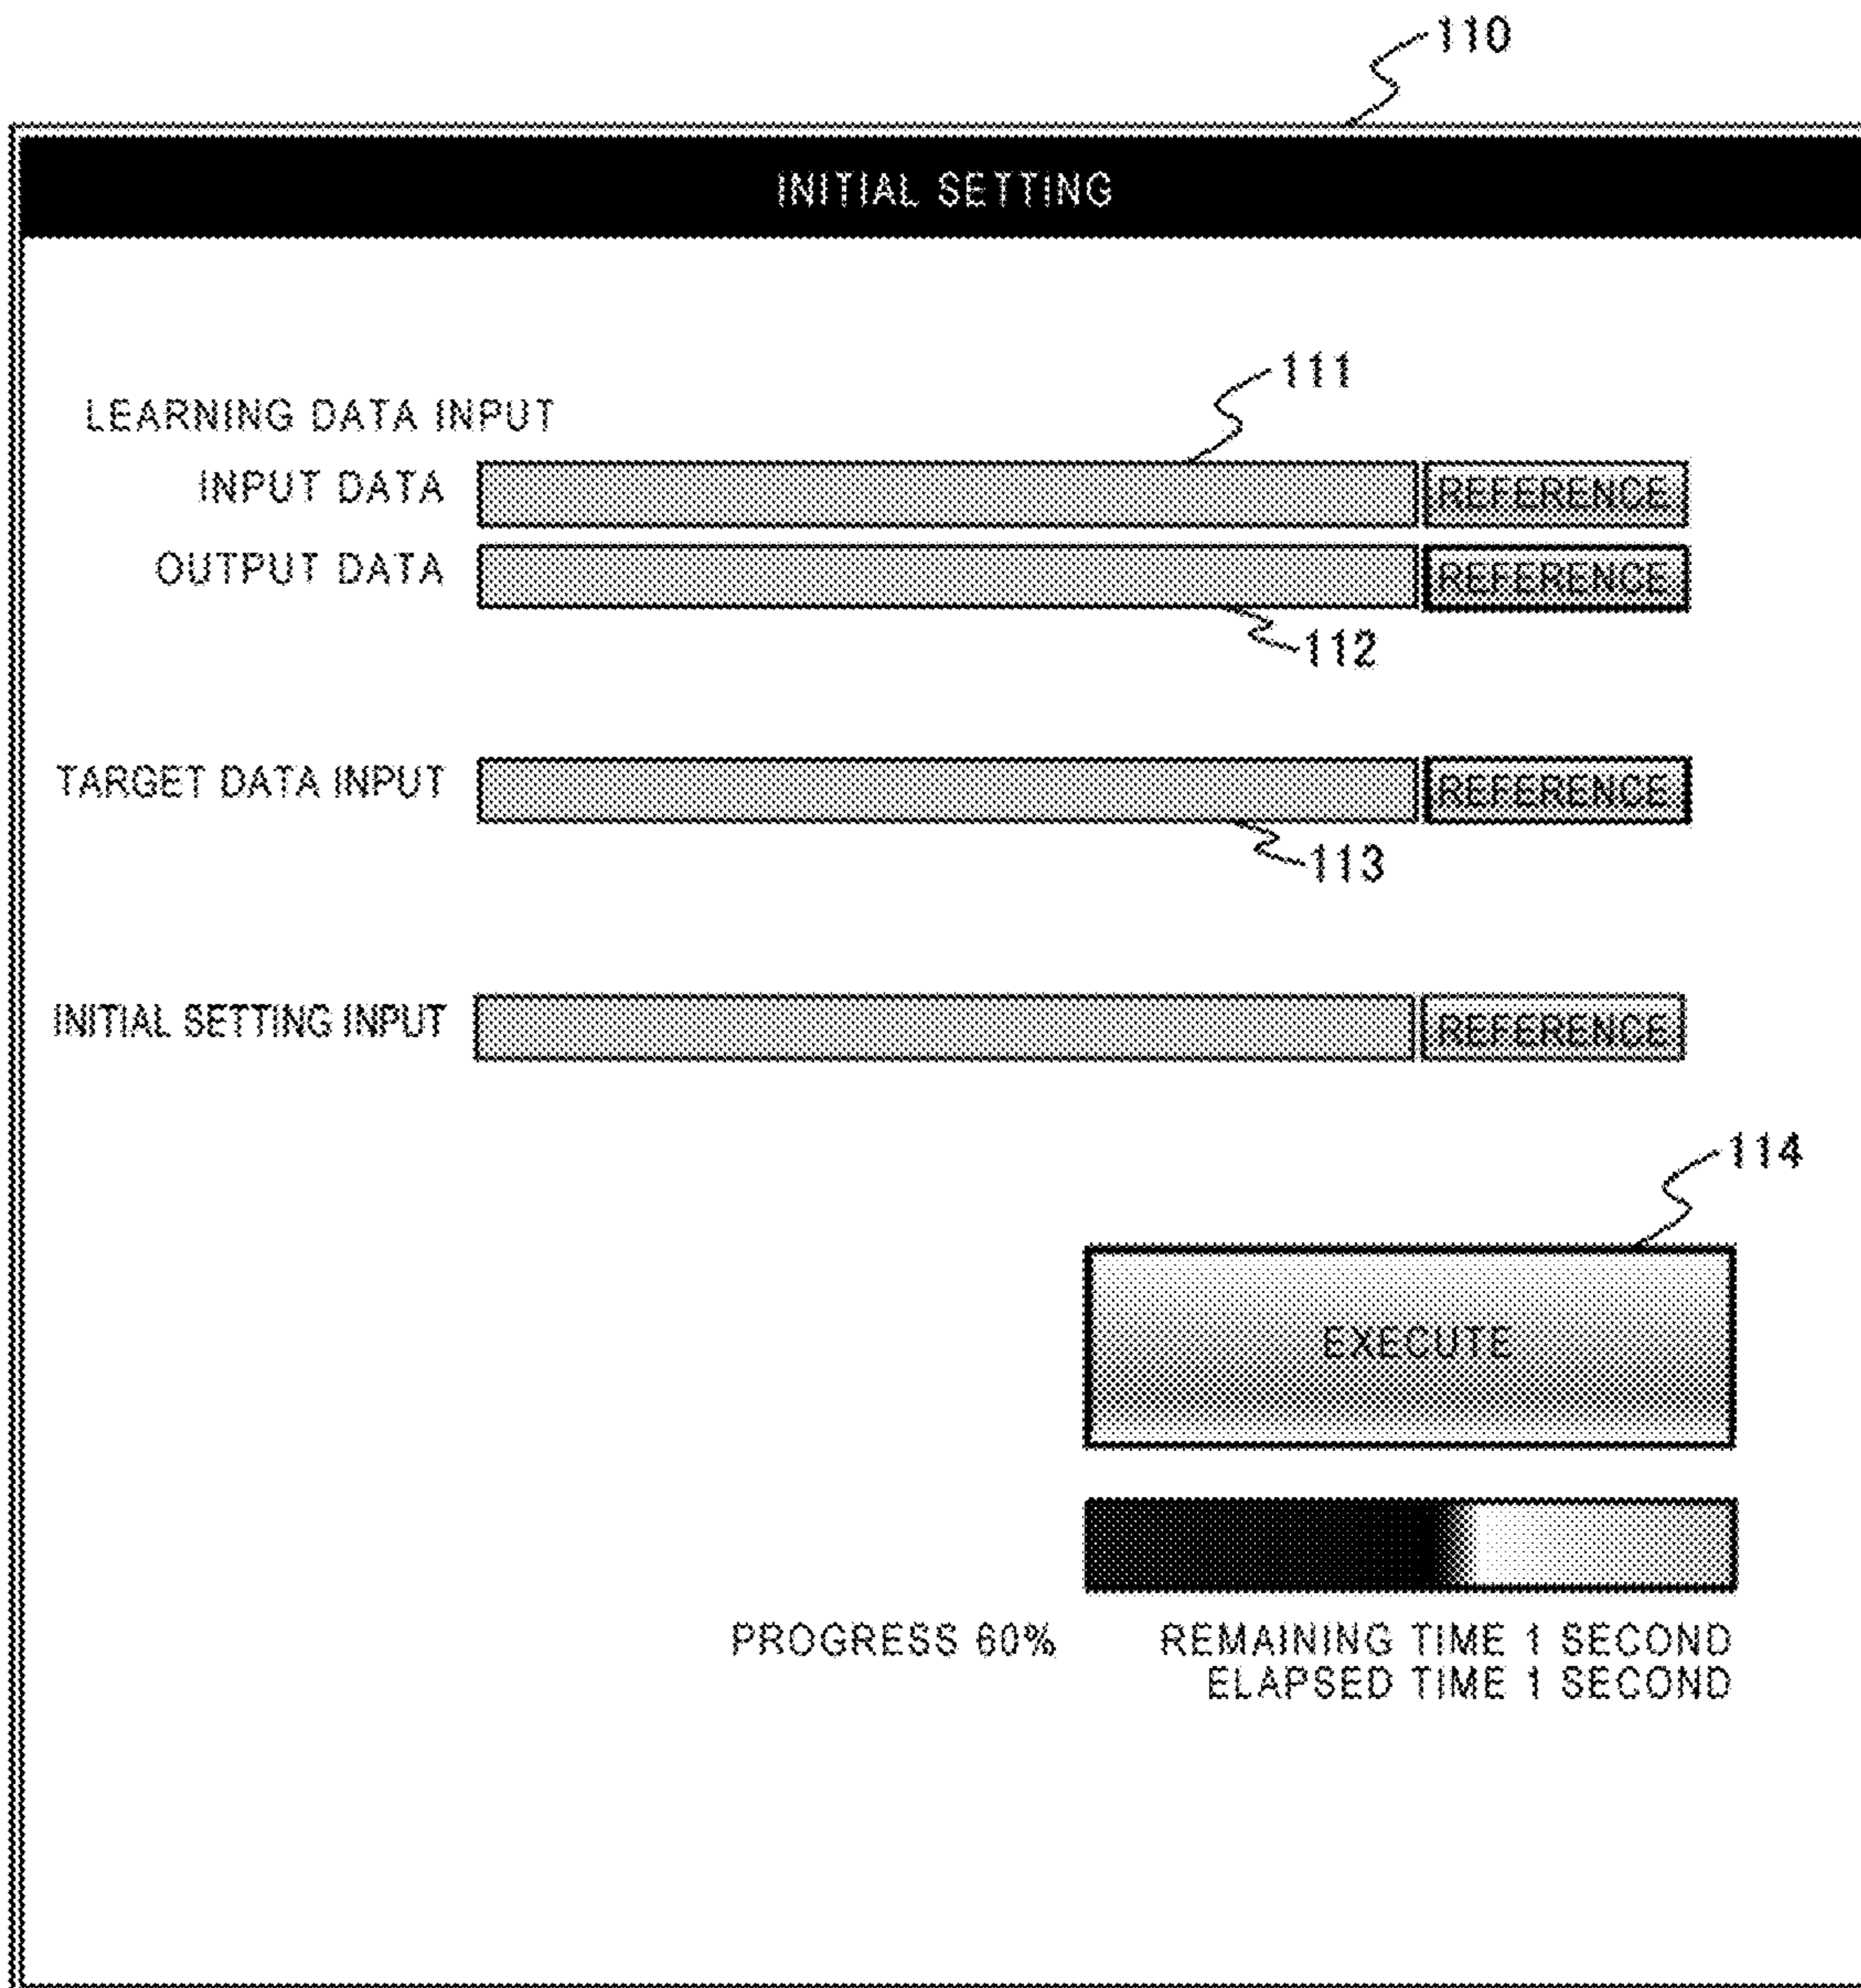 110
INITIAL SETTING
111
LEARNING DATA INPUT
INPUT DATA REFERENCE
OUTPUT DATA REFERENCE
112
TARGET DATA INPUT REFERENCE
113
INITIAL SETTING INPUT REFERENCE
114
EXECUTE
PROGRESS 60% REMAINING TIME 1 SECOND
ELAPSED TIME 1 SECOND